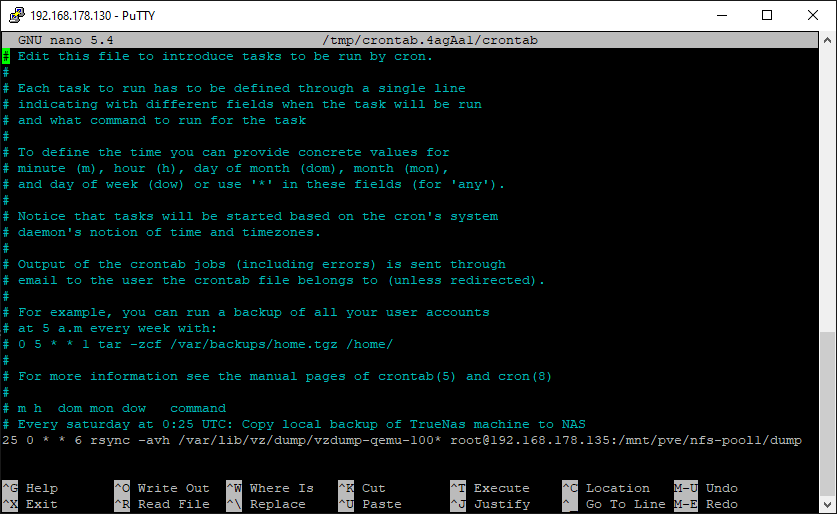 192.168.178.130 - PuTTY
GNU nano 5.4 /tmp/crontab.4agAal/crontab
# Edit this file to introduce tasks to be run by cron.
#
# Each task to run has to be defined through a single line
# indicating with different fields when the task will be run
# and what command to run for the task
#
# To define the time you can provide concrete values for
# minute (m), hour (h), day of month (dom), month (mon),
# and day of week (dow) or use '*' in these fields (for 'any').
#
# Notice that tasks will be started based on the cron's system
# daemon's notion of time and timezones.
#
# Output of the crontab jobs (including errors) is sent through
# email to the user the crontab file belongs to (unless redirected).
#
# For example, you can run a backup of all your user accounts
# at 5 a.m every week with:
# 0 5 * * 1 tar -zcf /var/backups/home.tgz /home/
#
# For more information see the manual pages of crontab(5) and cron(8)
#
# m h  dom mon dow   command
# Every saturday at 0:25 UTC: Copy local backup of TrueNas machine to NAS
25 0 * * 6 rsync -avh /var/lib/vz/dump/vzdump-qemu-100* root@192.168.178.135:/mnt/pve/nfs-pool1/dump
^G Help ^O Write Out ^W Where Is ^K Cut ^T Execute ^C Location M-U Undo
^X Exit ^R Read File ^\ Replace ^U Paste ^J Justify ^_ Go To Line M-E Redo